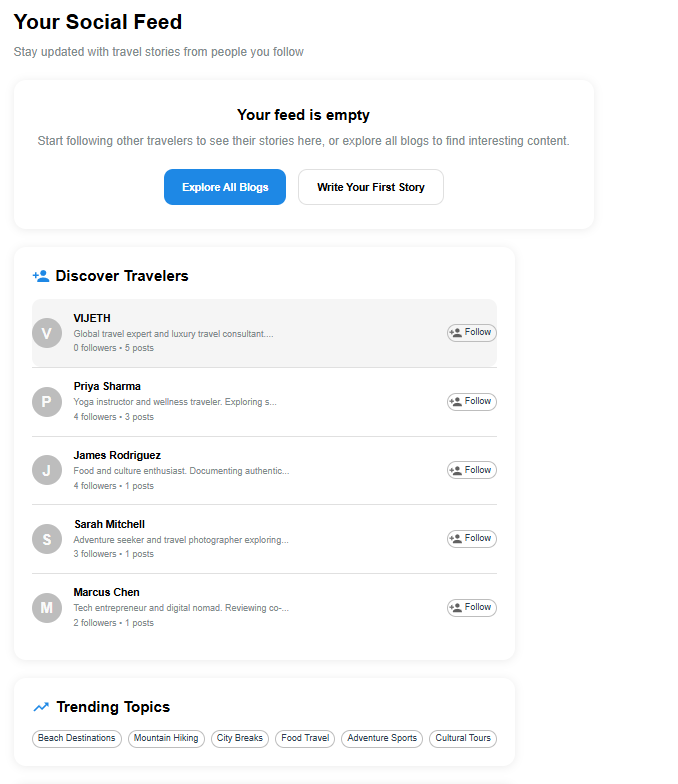 Your Social Feed
Stay updated with travel stories from people you follow
Your feed is empty
Start following other travelers to see their stories here, or explore all blogs to find interesting content.
Explore All Blogs
Write Your First Story
Discover Travelers
V
VIJETH
Global travel expert and luxury travel consultant....
0 followers • 5 posts
Follow
P
Priya Sharma
Yoga instructor and wellness traveler. Exploring s...
4 followers • 3 posts
Follow
J
James Rodriguez
Food and culture enthusiast. Documenting authentic...
4 followers • 1 posts
Follow
S
Sarah Mitchell
Adventure seeker and travel photographer exploring...
3 followers • 1 posts
Follow
M
Marcus Chen
Tech entrepreneur and digital nomad. Reviewing co-...
2 followers • 1 posts
Follow
Trending Topics
Beach Destinations
Mountain Hiking
City Breaks
Food Travel
Adventure Sports
Cultural Tours